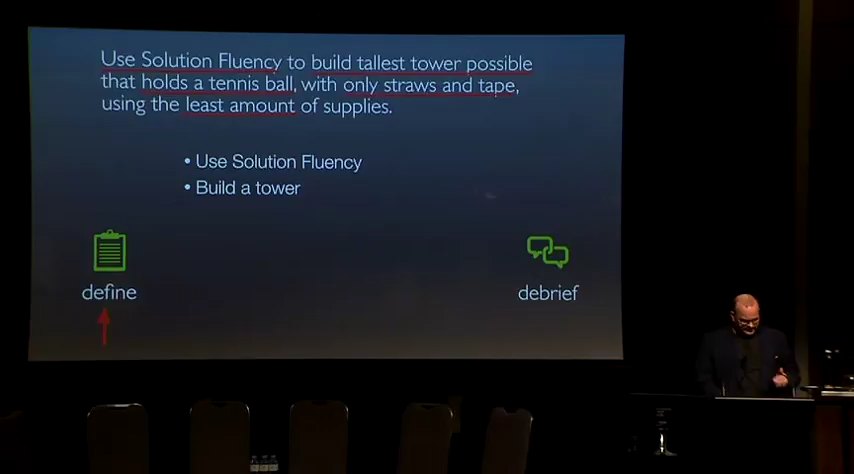 Use Solution Fluency to build tallest tower possible
that holds a tennis ball, with only straws and tape,
using the least amount of supplies.
• Use Solution Fluency
• Build a tower
define
debrief